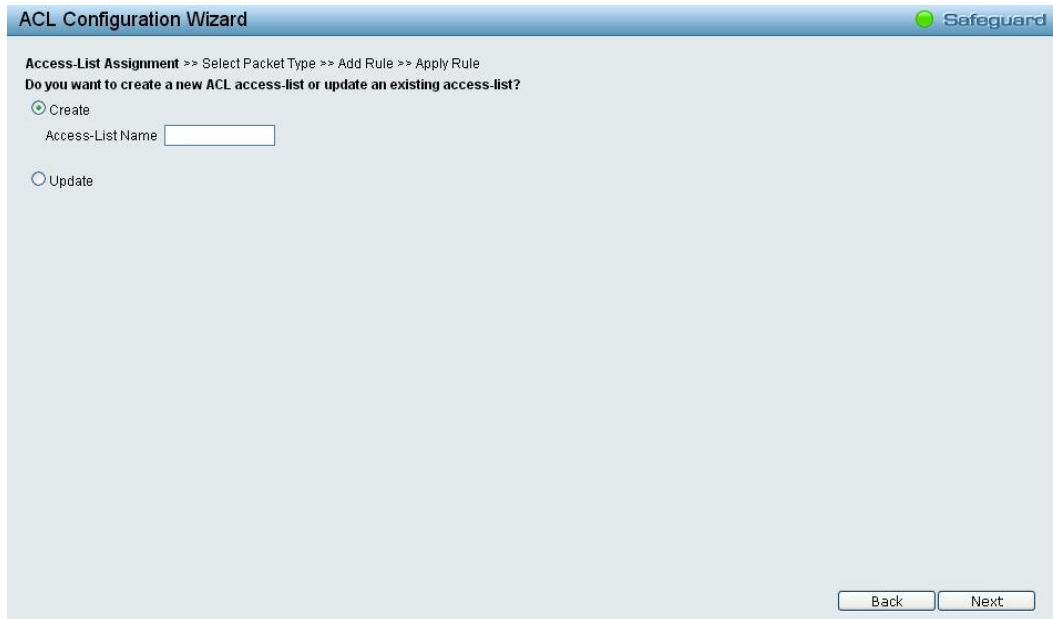 ACL Configuration Wizard
Safeguard
Access-List Assignment >> Select Packet Type >> Add Rule >> Apply Rule
Do you want to create a new ACL access-list or update an existing access-list?
Create
Access-List Name
Update
Back
Next